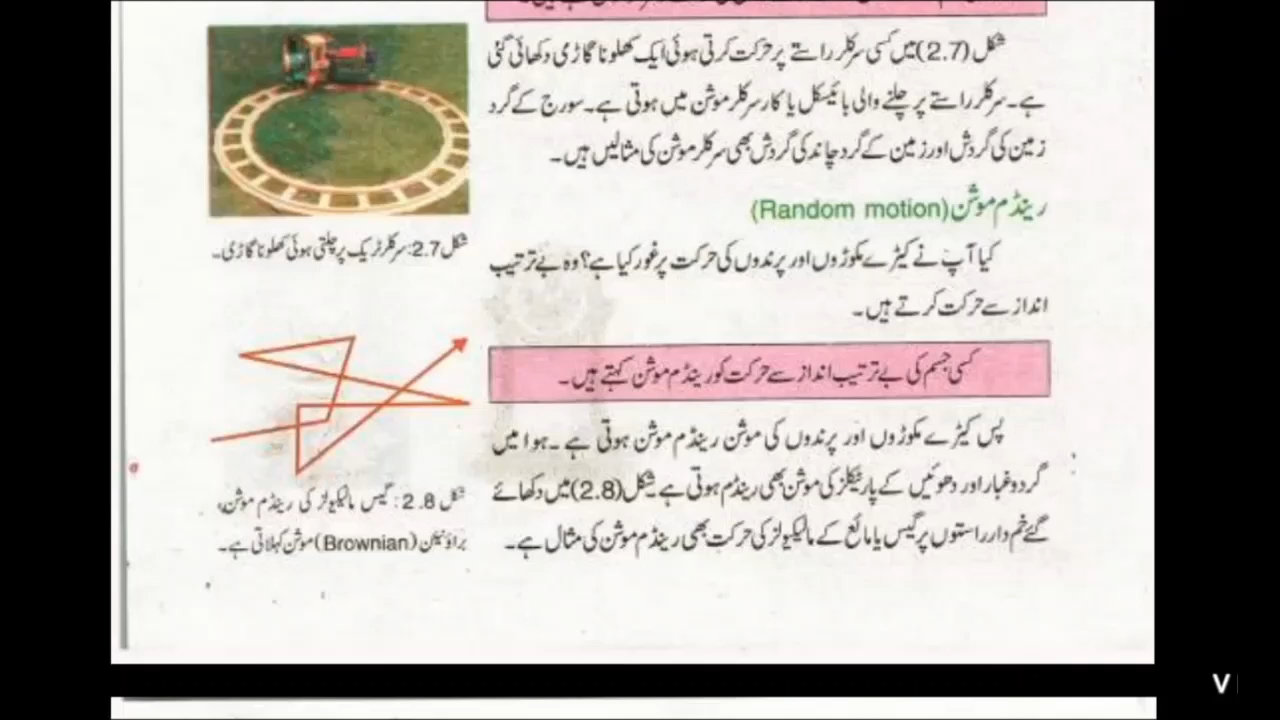 شکل (2.7) میں کسی سرکلر راستے پر حرکت کرتی ہوئی ایک کھلونا گاڑی دکھائی گئی
ہے۔ سرکلر راستے پر چلنے والی بائیسکل یا کار سرکلر موشن میں ہوتی ہے۔ سورج کے گرد
زمین کی گردش اور زمین کے گرد چاند کی گردش بھی سرکلر موشن کی مثالیں ہیں۔
شکل 2.7: سرکلر ٹریک پر چلتی ہوئی کھلونا گاڑی۔
رینڈم موشن (Random motion)
کیا آپ نے کیڑے مکوڑوں اور پرندوں کی حرکت پر غور کیا ہے؟ وہ بے ترتیب
انداز سے حرکت کرتے ہیں۔
کسی جسم کی بے ترتیب انداز سے حرکت کو رینڈم موشن کہتے ہیں۔
پس کیڑے مکوڑوں اور پرندوں کی موشن رینڈم موشن ہوتی ہے۔ ہوا میں
گردوغبار اور دھوئیں کے پارٹیکلز کی موشن بھی رینڈم ہوتی ہے شکل (2.8) میں دکھائے
گئے خم دار راستوں پر گیس یا مائع کے مالیکیولز کی حرکت بھی رینڈم موشن کی مثال ہے۔
شکل 2.8: گیس مالیکیولز کی رینڈم موشن،
براؤنین (Brownian) موشن کہلاتی ہے۔
V